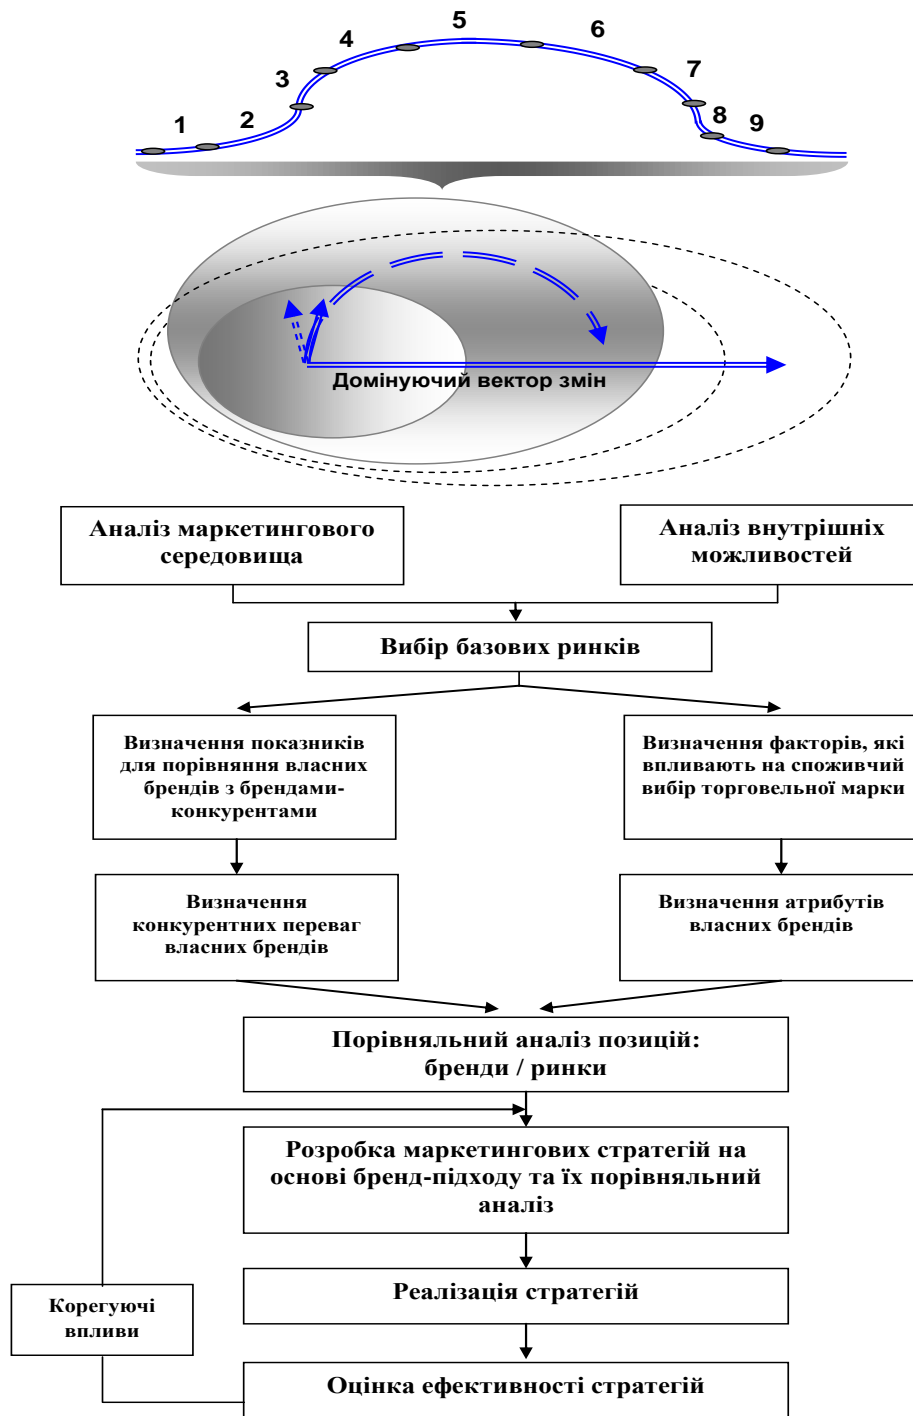 1
2
3
4
5
6
7
8
9
Домінуючий вектор змін
Аналіз маркетингового
середовища
Аналіз внутрішніх
можливостей
Вибір базових ринків
Визначення показників
для порівняння власних
брендів з брендами-
конкурентами
Визначення факторів, які
впливають на споживчий
вибір торговельної марки
Визначення
конкурентних переваг
власних брендів
Визначення атрибутів
власних брендів
Порівняльний аналіз позицій:
бренди / ринки
Розробка маркетингових стратегій на
основі бренд-підходу та їх порівняльний
аналіз
Реалізація стратегій
Корегуючі
впливи
Оцінка ефективності стратегій